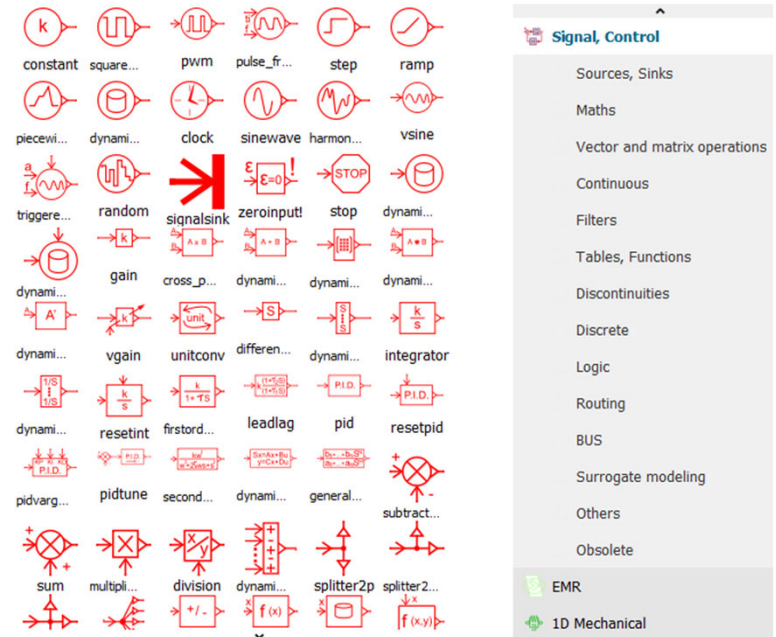 constant square... pwm pulse_fr... step ramp
piecewi... dynami... clock sinewave harmon... vsine
triggere... random signalsink zeroinput! stop dynami...
dynami... gain cross_p... dynami... dynami... dynami...
dynami... vgain unitconv differen... dynami... integrator
dynami... resetint firstord... leadlag pid resetpid
pidvarg... pidtune second... dynami... general... subtract...
sum multipli... division dynami... splitter2p splitter2...
Signal, Control
Sources, Sinks
Maths
Vector and matrix operations
Continuous
Filters
Tables, Functions
Discontinuities
Discrete
Logic
Routing
BUS
Surrogate modeling
Others
Obsolete
EMR
1D Mechanical